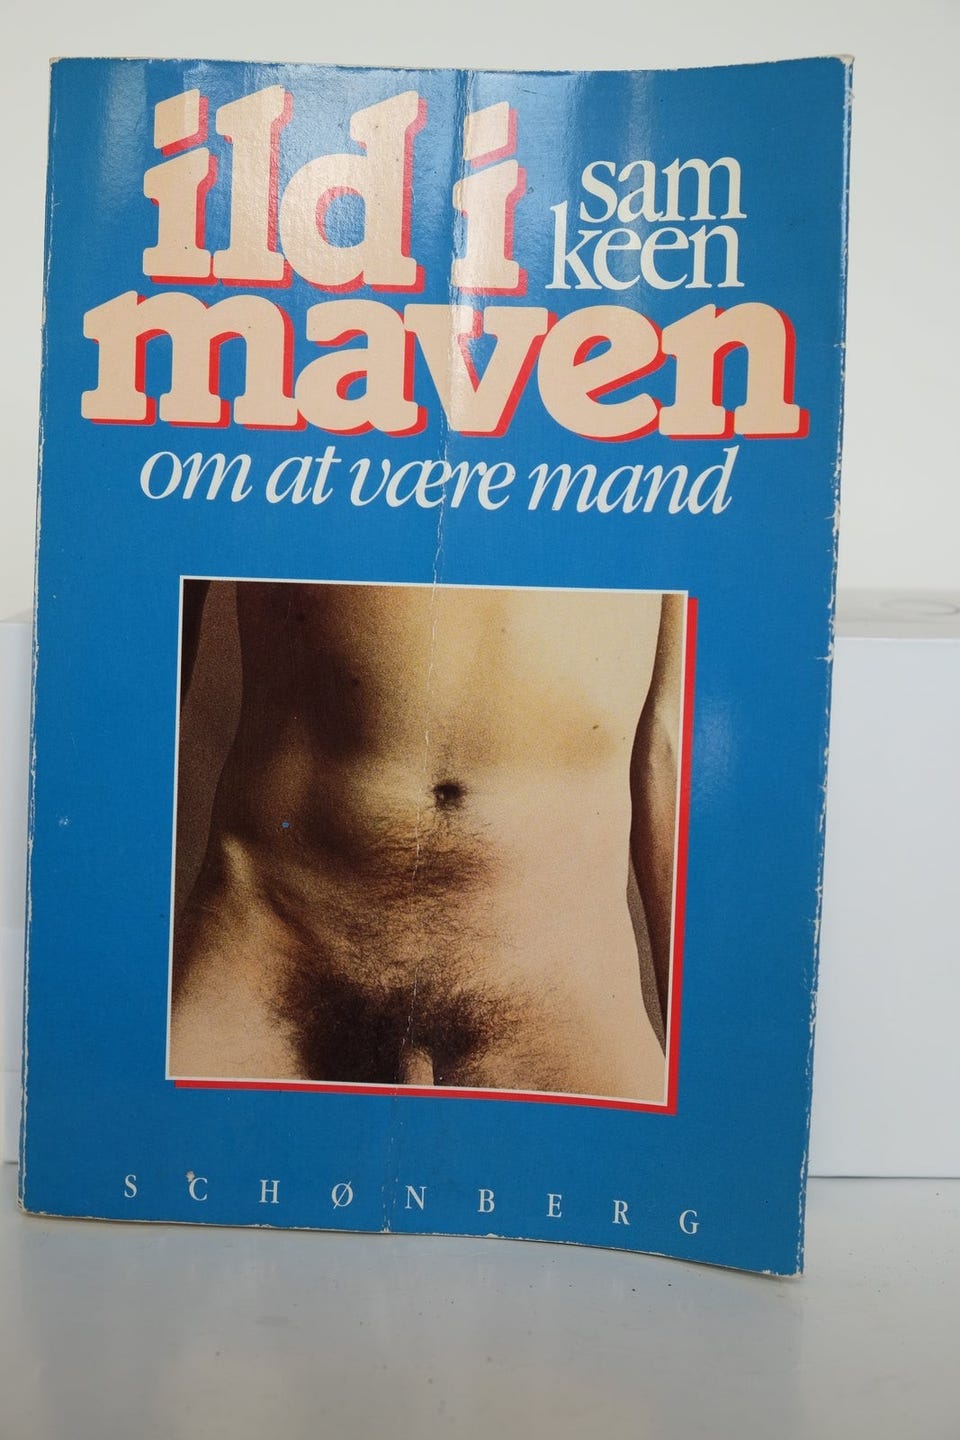 ild i
sam
keen
maven
om at være mand
SCHØNBERG